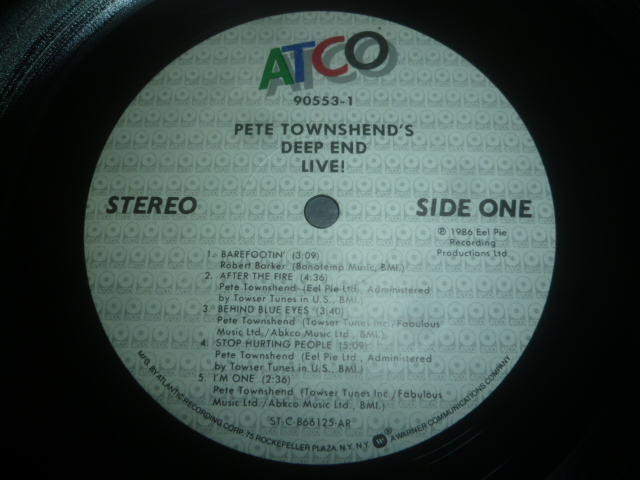 ATCO
90553-1
PETE TOWNSHEND'S
DEEP END
LIVE!
STEREO
SIDE ONE
℗ 1986 Eel Pie
Recording
Productions Ltd.
1. BAREFOOTIN' (3:09)
Robert Barker (Bonatemp Music, BMI.)
2. AFTER THE FIRE (4:36)
Pete Townshend (Eel Pie Ltd., Administered
by Towser Tunes in U.S., BMI.)
3. BEHIND BLUE EYES (3:40)
Pete Townshend (Towser Tunes Inc./Fabulous
Music Ltd./Abkco Music Ltd., BMI.)
4. STOP HURTING PEOPLE (5:09)
Pete Townshend (Eel Pie Ltd., Administered
by Towser Tunes in U.S., BMI.)
5. I'M ONE (2:36)
Pete Townshend (Towser Tunes Inc./Fabulous
Music Ltd./Abkco Music Ltd., BMI.)
ST-C-866125-AR
MFG. BY ATLANTIC RECORDING CORP. 75 ROCKEFELLER PLAZA, N.Y. N.Y. ® A WARNER COMMUNICATIONS COMPANY